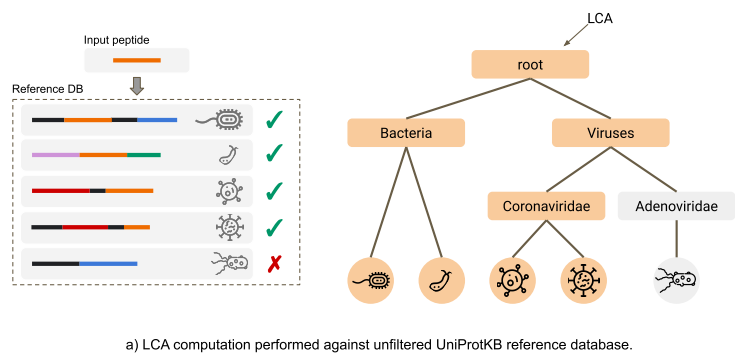 Input peptide
Reference DB
LCA
root
Bacteria
Viruses
Coronaviridae
Adenoviridae
a) LCA computation performed against unfiltered UniProtKB reference database.